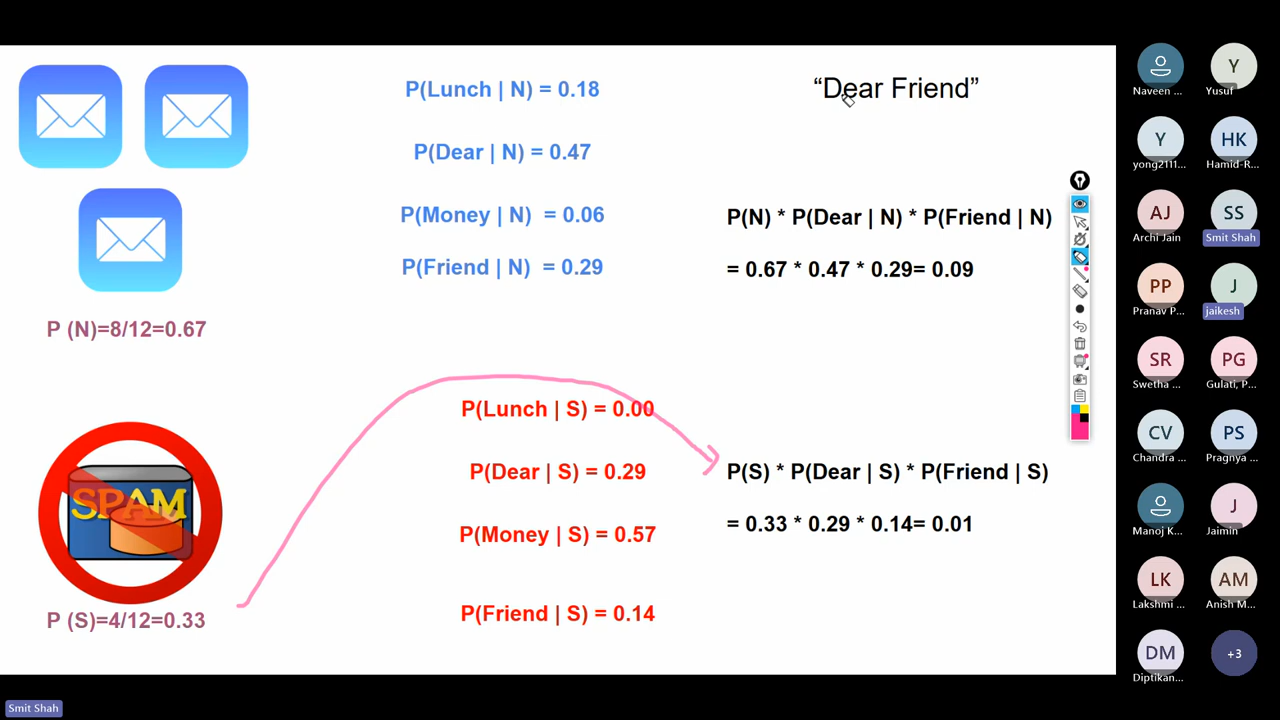 P(Lunch | N) = 0.18
P(Dear | N) = 0.47
P(Money | N) = 0.06
P(Friend | N) = 0.29
P (N)=8/12=0.67
“Dear Friend”
P(N) * P(Dear | N) * P(Friend | N)
= 0.67 * 0.47 * 0.29= 0.09
SPAM
P (S)=4/12=0.33
P(Lunch | S) = 0.00
P(Dear | S) = 0.29
P(Money | S) = 0.57
P(Friend | S) = 0.14
P(S) * P(Dear | S) * P(Friend | S)
= 0.33 * 0.29 * 0.14= 0.01
Naveen ...
Y
Yusuf
Y
yong2111...
HK
Hamid-R...
AJ
Archi Jain
SS
Smit Shah
PP
Pranav P...
J
jaikesh
SR
Swetha ...
PG
Gulati, P...
CV
Chandra ...
PS
Pragnya ...
Manoj K...
J
Jaimin
LK
Lakshmi ...
AM
Anish M...
DM
Diptikan...
+3
Smit Shah